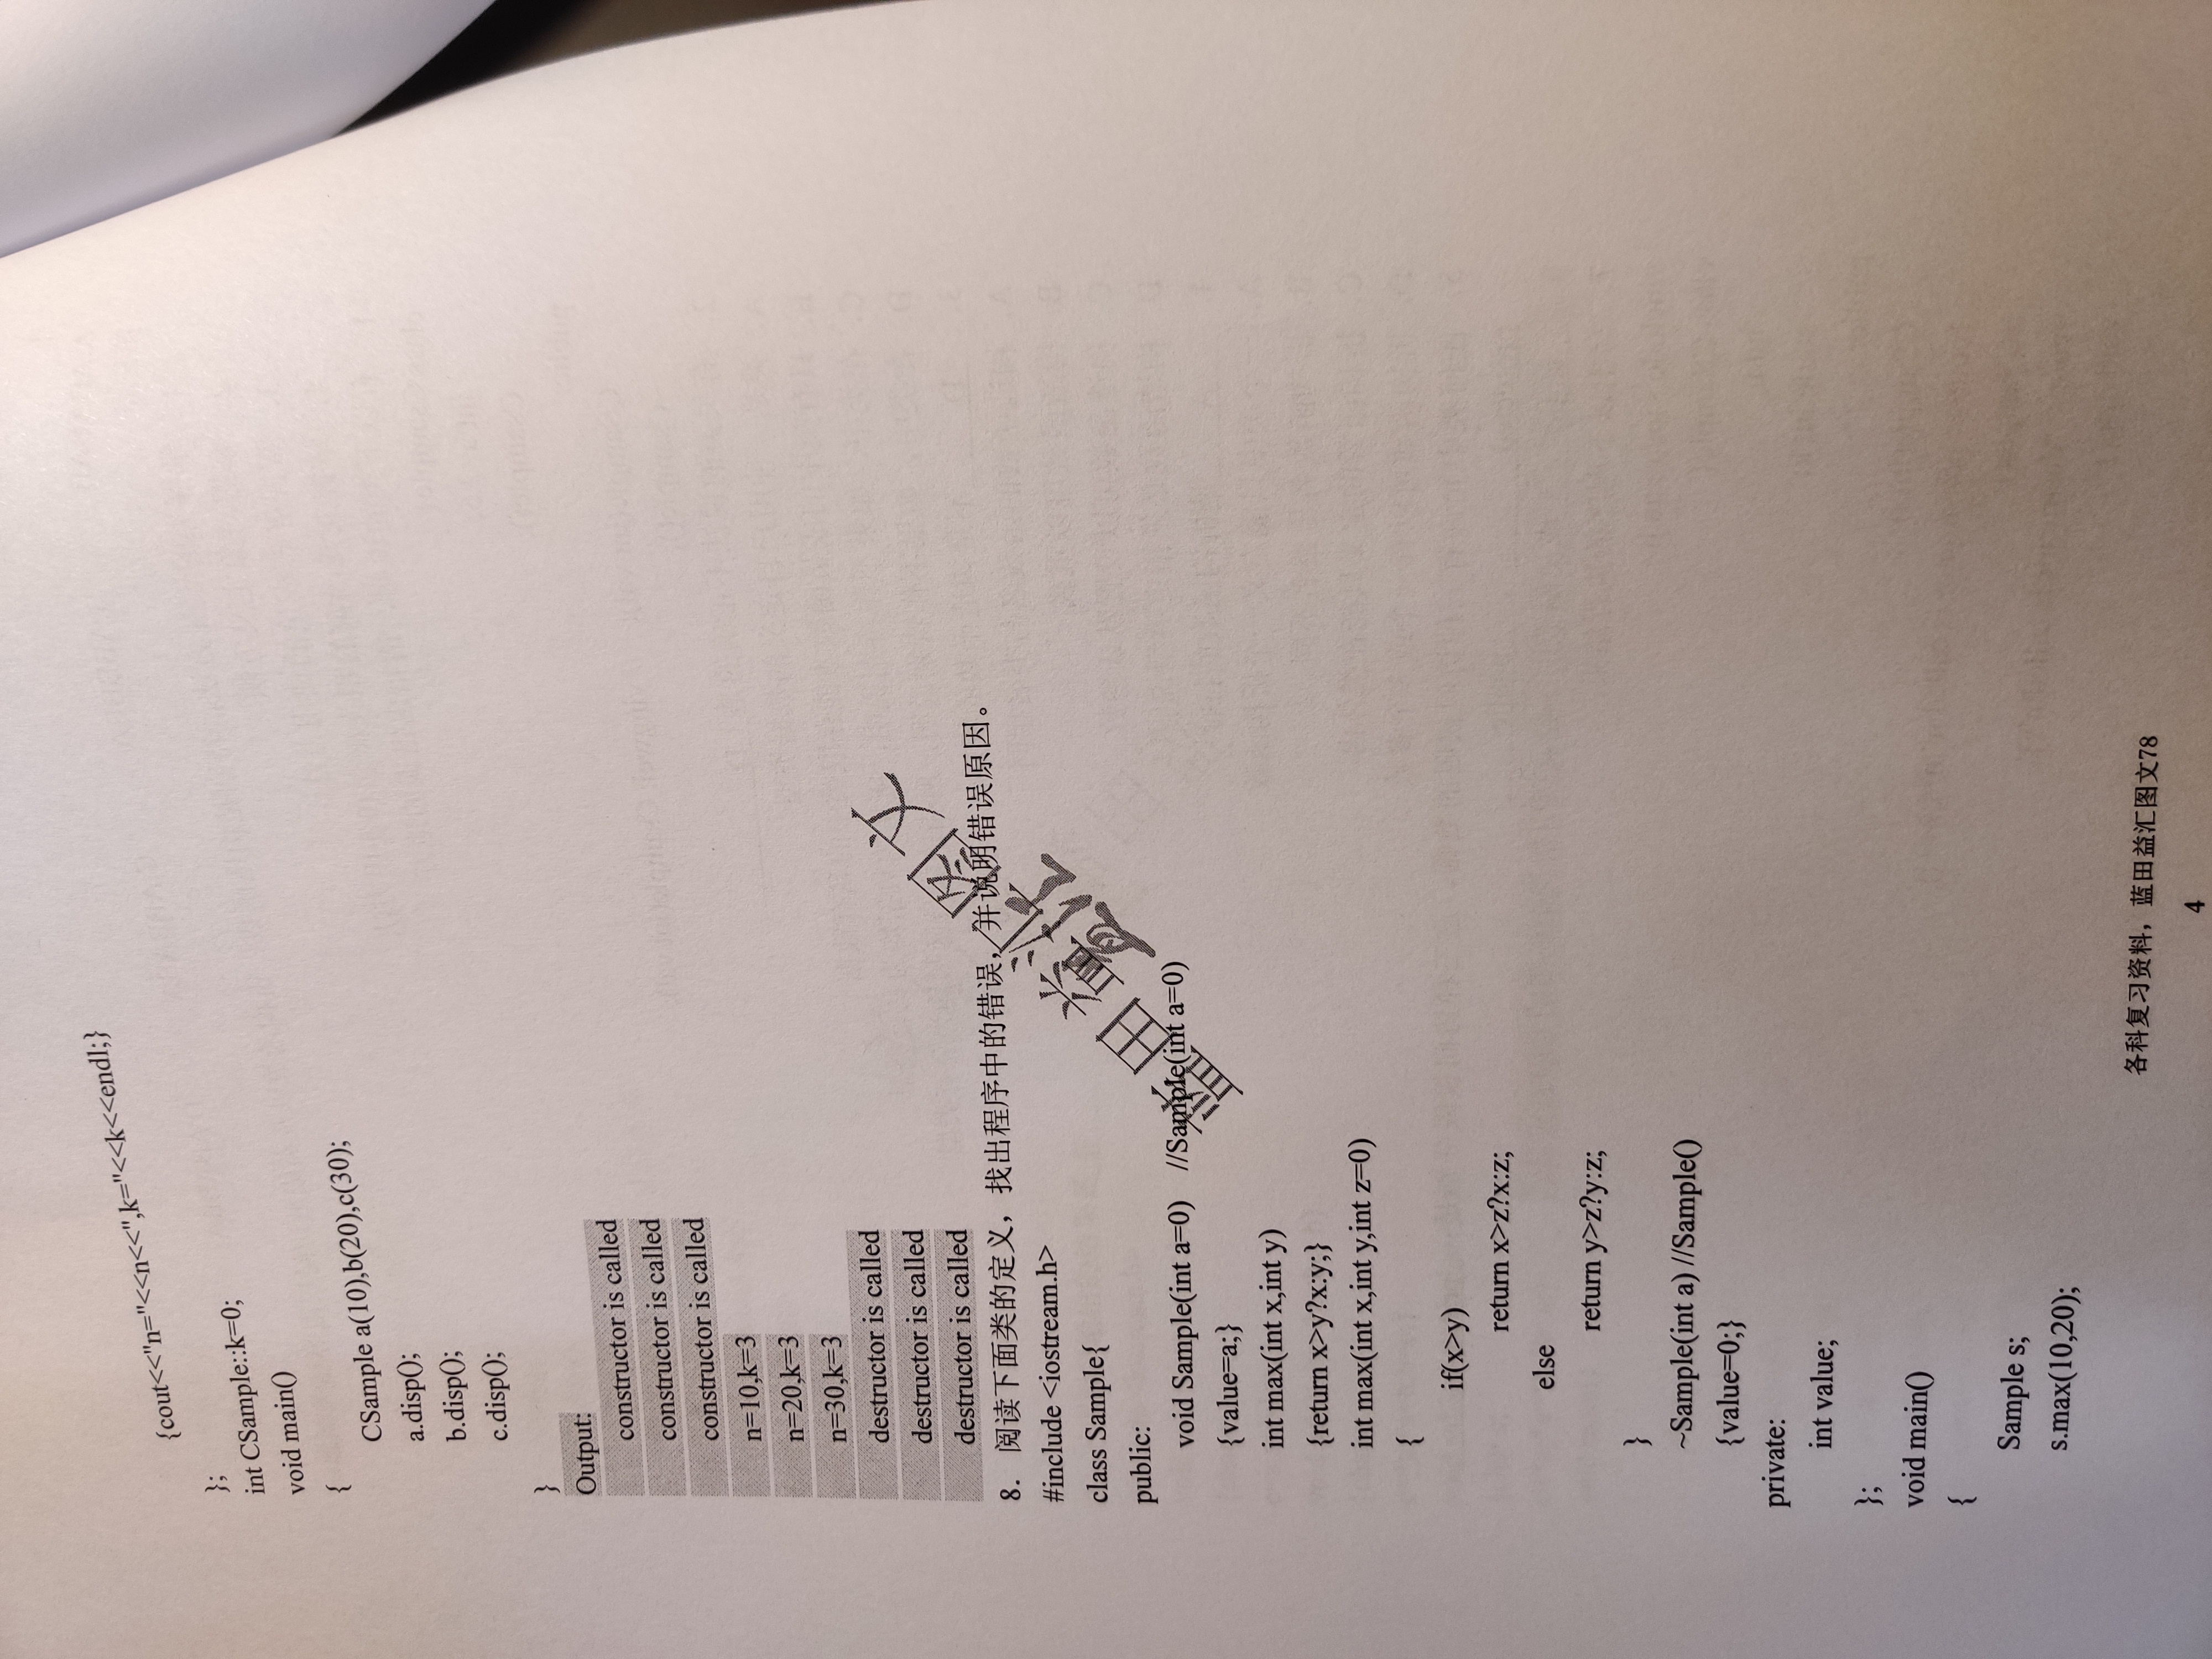 {cout<<"n="<<n<<",k="<<k<<endl;}
};
int CSample::k=0;
void main()
{
CSample a(10),b(20),c(30);
a.disp();
b.disp();
c.disp();
}
Output:
constructor is called
constructor is called
constructor is called
n=10,k=3
n=20,k=3
n=30,k=3
destructor is called
destructor is called
destructor is called
8. 阅读下面类的定义，找出程序中的错误，并说明错误原因。
#include <iostream.h>
class Sample{
public:
void Sample(int a=0) //Sample(int a=0)
{value=a;}
int max(int x,int y)
{return x>y?x:y;}
int max(int x,int y,int z=0)
{
if(x>y)
return x>z?x:z;
else
return y>z?y:z;
}
~Sample(int a) //Sample()
{value=0;}
private:
int value;
};
void main()
{
Sample s;
s.max(10,20);
蓝田益汇图文
益汇
各科复习资料，蓝田益汇图文78
4